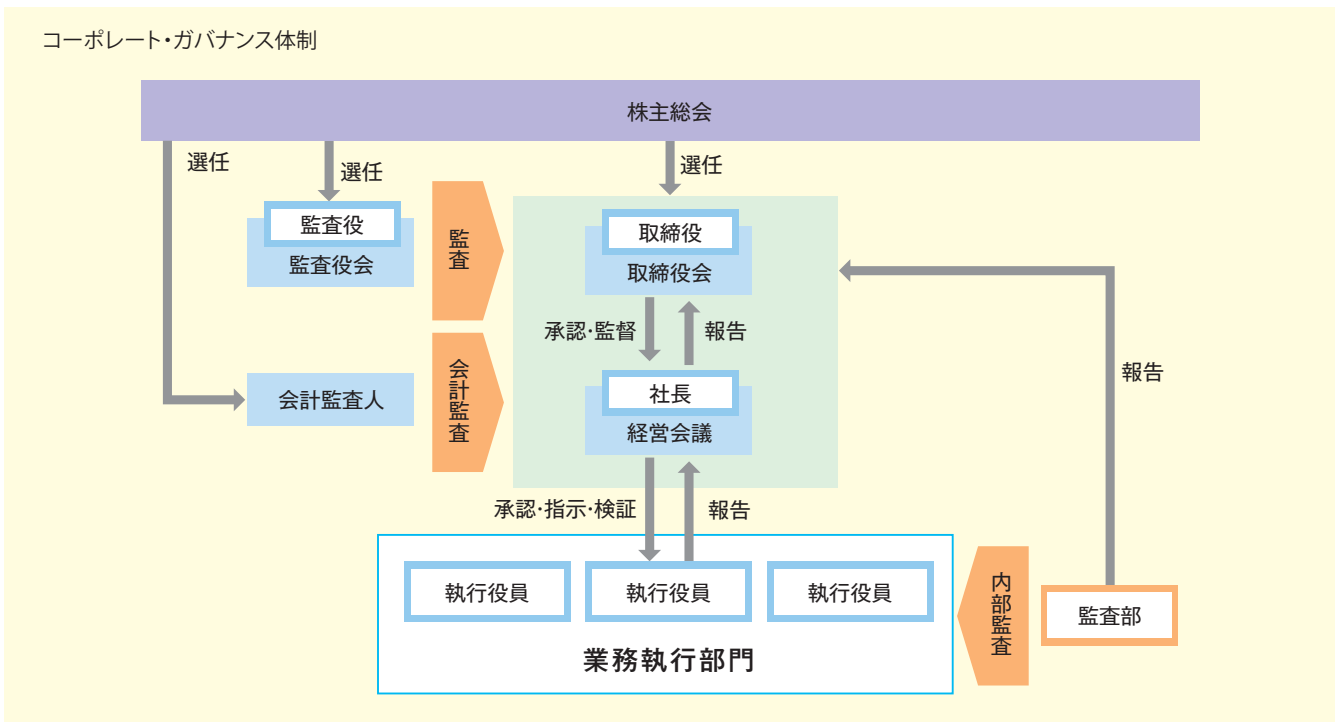 コーポレート・ガバナンス体制
株主総会
選任
選任
選任
監査役
監査役会
監査
取締役
取締役会
承認・監督
報告
会計監査人
会計監査
社長
経営会議
報告
承認・指示・検証
報告
執行役員
執行役員
執行役員
業務執行部門
内部監査
監査部